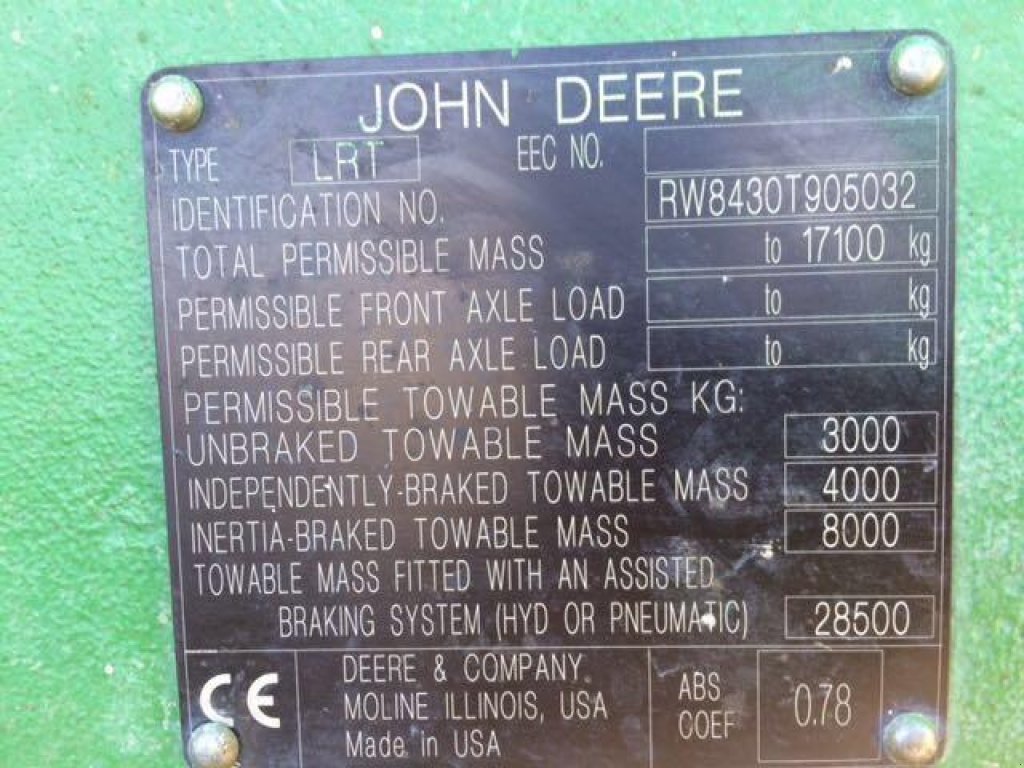 JOHN DEERE
TYPE LRT EEC NO.
IDENTIFICATION NO. RW8430T905032
TOTAL PERMISSIBLE MASS to 17100 kg
PERMISSIBLE FRONT AXLE LOAD to kg
PERMISSIBLE REAR AXLE LOAD to kg
PERMISSIBLE TOWABLE MASS KG:
UNBRAKED TOWABLE MASS 3000
INDEPENDENTLY-BRAKED TOWABLE MASS 4000
INERTIA-BRAKED TOWABLE MASS 8000
TOWABLE MASS FITTED WITH AN ASSISTED
BRAKING SYSTEM (HYD OR PNEUMATIC) 28500
CE
DEERE & COMPANY
MOLINE ILLINOIS, USA
Made in USA
ABS
COEF
0.78